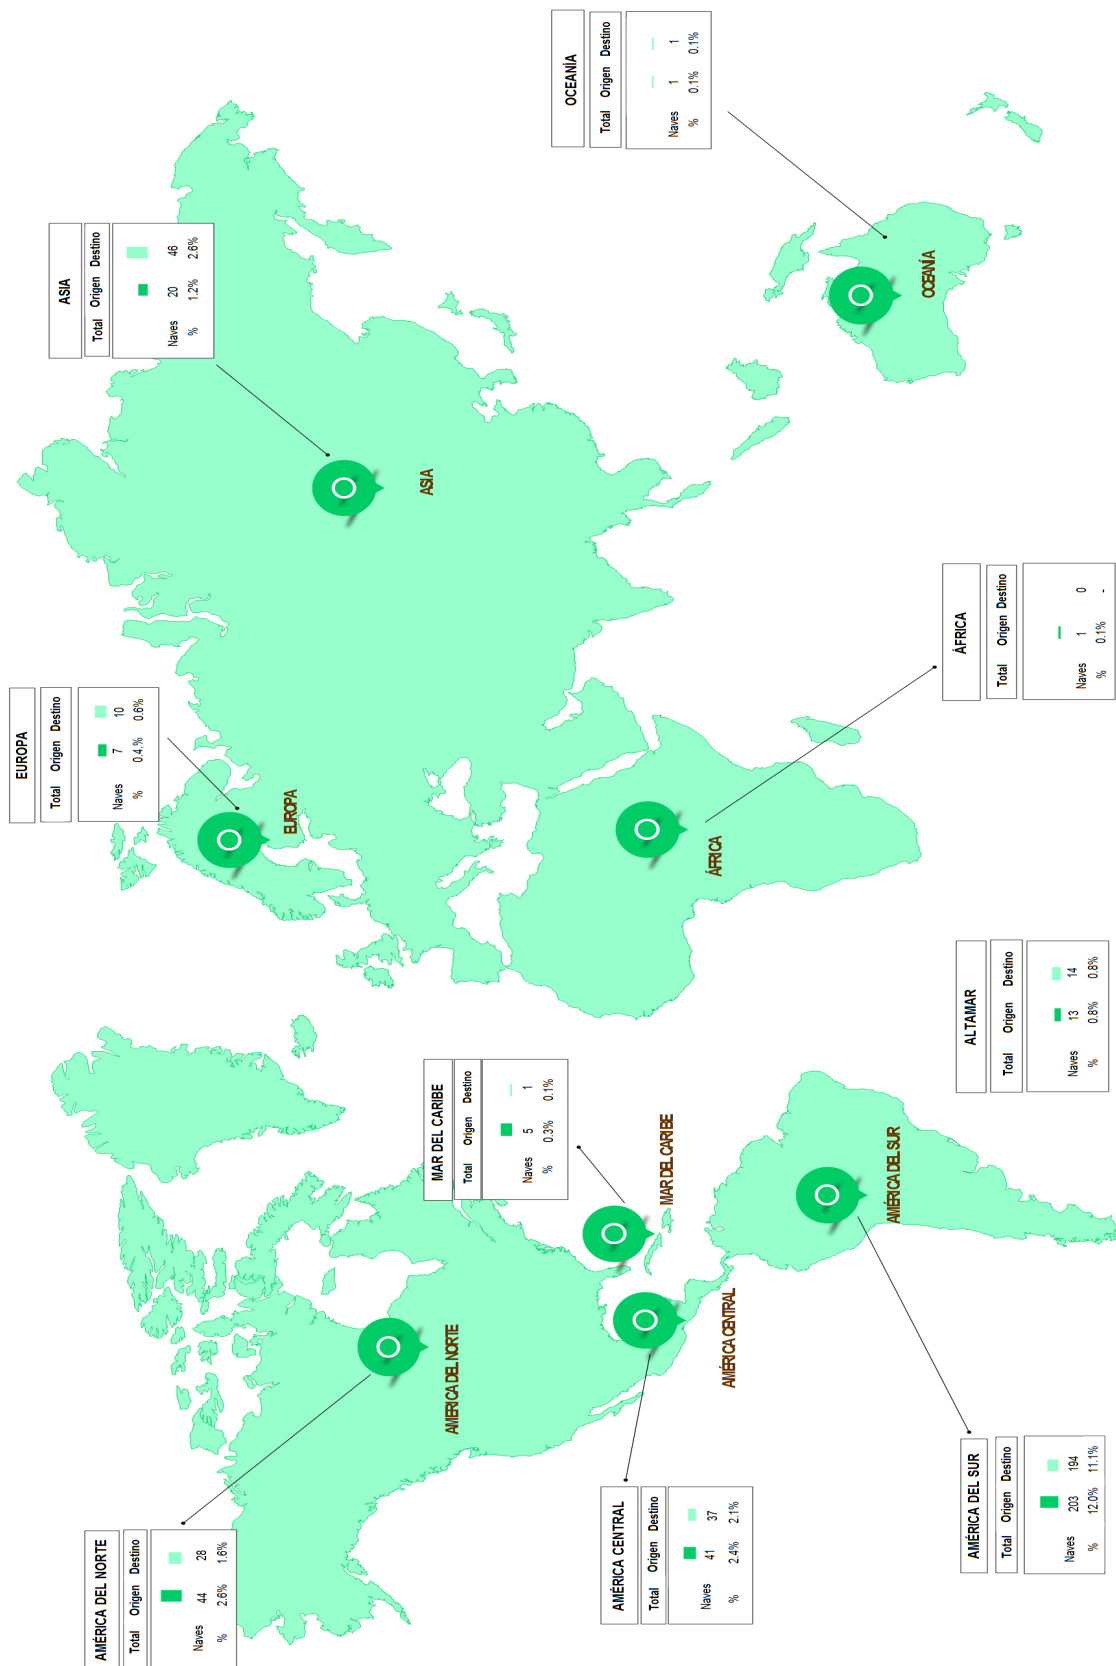 AMÉRICA DEL NORTE
Total Origen Destino
Naves 44 28
% 2.6% 1.6%
EUROPA
Total Origen Destino
Naves 7 10
% 0.4.% 0.6%
ASIA
Total Origen Destino
Naves 20 46
% 1.2% 2.6%
OCEANÍA
Total Origen Destino
Naves 1 1
% 0.1% 0.1%
MAR DEL CARIBE
Total Origen Destino
Naves 5 1
% 0.3% 0.1%
AMÉRICA CENTRAL
Total Origen Destino
Naves 41 37
% 2.4% 2.1%
AMÉRICA DEL SUR
Total Origen Destino
Naves 203 194
% 12.0% 11.1%
ALTAMAR
Total Origen Destino
Naves 13 14
% 0.8% 0.8%
ÁFRICA
Total Origen Destino
Naves 1 0
% 0.1% -
EUROPA
ASIA
AMERICA DEL NORTE
MAR DEL CARIBE
AMÉRICA CENTRAL
ÁFRICA
AMÉRICA DEL SUR
OCEANÍA